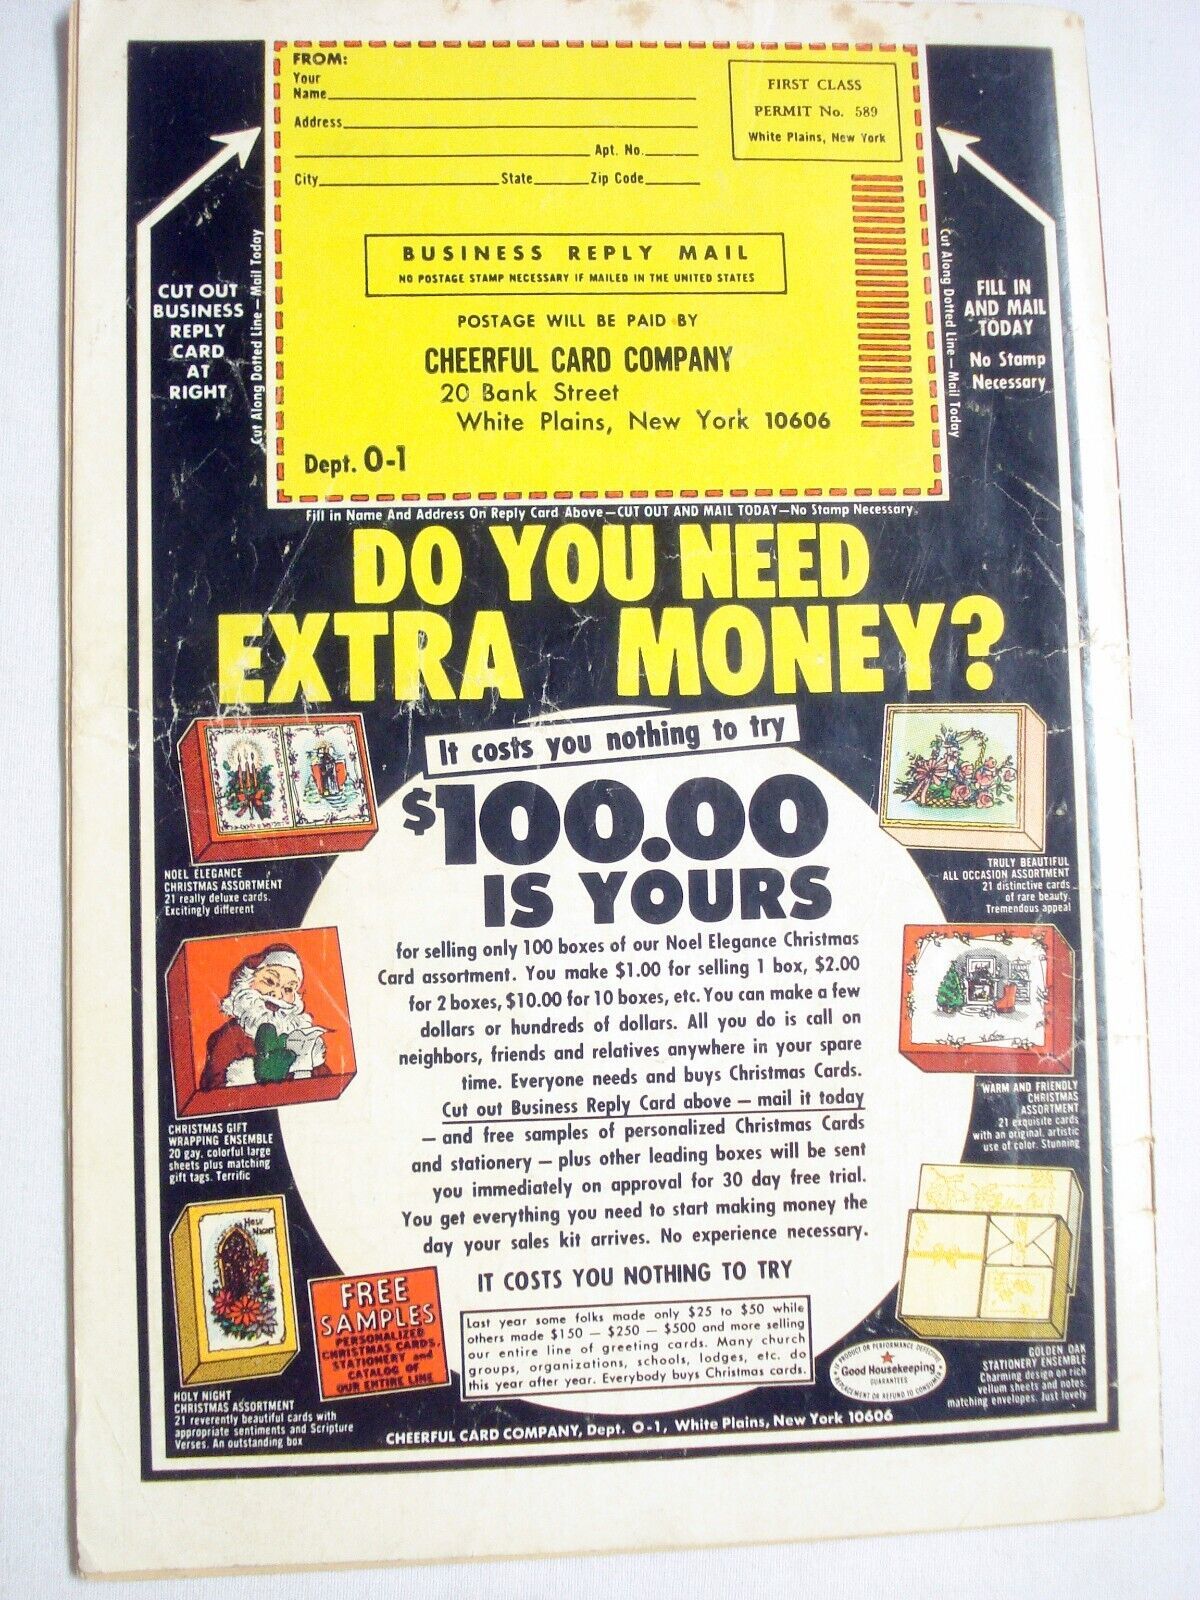 FROM:
Your
Name
Address
Apt. No.
City State Zip Code
FIRST CLASS
PERMIT No. 589
White Plains, New York
BUSINESS REPLY MAIL
NO POSTAGE STAMP NECESSARY IF MAILED IN THE UNITED STATES
POSTAGE WILL BE PAID BY
CHEERFUL CARD COMPANY
20 Bank Street
White Plains, New York 10606
Dept. O-1
CUT OUT
BUSINESS
REPLY
CARD
AT
RIGHT
Cut Along Dotted Line — Mail Today
Cut Along Dotted Line — Mail Today
FILL IN
AND MAIL
TODAY
No Stamp
Necessary
Fill in Name And Address On Reply Card Above—CUT OUT AND MAIL TODAY—No Stamp Necessary.
DO YOU NEED
EXTRA MONEY?
It costs you nothing to try
$100.00
IS YOURS
for selling only 100 boxes of our Noel Elegance Christmas
Card assortment. You make $1.00 for selling 1 box, $2.00
for 2 boxes, $10.00 for 10 boxes, etc. You can make a few
dollars or hundreds of dollars. All you do is call on
neighbors, friends and relatives anywhere in your spare
time. Everyone needs and buys Christmas Cards.
Cut out Business Reply Card above — mail it today
— and free samples of personalized Christmas Cards
and stationery — plus other leading boxes will be sent
you immediately on approval for 30 day free trial.
You get everything you need to start making money the
day your sales kit arrives. No experience necessary.
IT COSTS YOU NOTHING TO TRY
Last year some folks made only $25 to $50 while
others made $150 — $250 — $500 and more selling
our entire line of greeting cards. Many church
groups, organizations, schools, lodges, etc. do
this year after year. Everybody buys Christmas cards.
NOEL ELEGANCE
CHRISTMAS ASSORTMENT
21 really deluxe cards.
Excitingly different
CHRISTMAS GIFT
WRAPPING ENSEMBLE
20 gay, colorful large
sheets plus matching
gift tags. Terrific
Holy
Night
HOLY NIGHT
CHRISTMAS ASSORTMENT
21 reverently beautiful cards with
appropriate sentiments and Scripture
Verses. An outstanding box
FREE
SAMPLES
PERSONALIZED
CHRISTMAS CARDS,
STATIONERY and
CATALOG OF
OUR ENTIRE LINE
TRULY BEAUTIFUL
ALL OCCASION ASSORTMENT
21 distinctive cards
of rare beauty.
Tremendous appeal
WARM AND FRIENDLY
CHRISTMAS
ASSORTMENT
21 exquisite cards
with an original, artistic
use of color. Stunning
GOLDEN OAK
STATIONERY ENSEMBLE
Charming design on rich
vellum sheets and notes,
matching envelopes. Just lovely
IF PRODUCT OR PERFORMANCE DEFECTIVE
Good Housekeeping
GUARANTEES
REPLACEMENT OR REFUND TO CONSUMER
CHEERFUL CARD COMPANY, Dept. O-1, White Plains, New York 10606